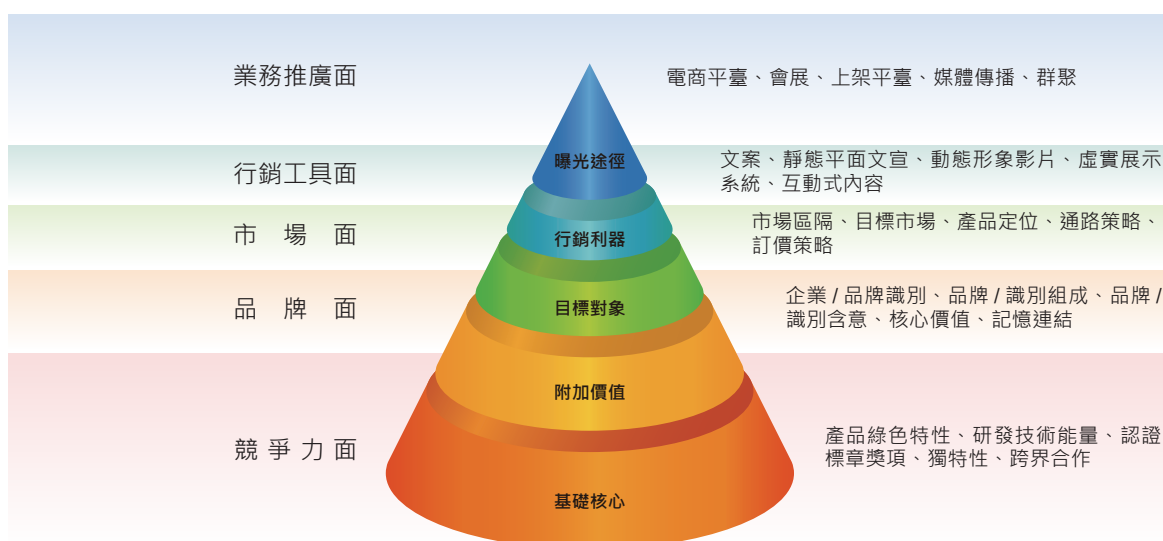 業務推廣面
電商平臺、會展、上架平臺、媒體傳播、群聚
曝光途徑
行銷工具面
文案、靜態平面文宣、動態形象影片、虛實展示
系統、互動式內容
行銷利器
市場面
市場區隔、目標市場、產品定位、通路策略、
訂價策略
目標對象
品牌面
企業 / 品牌識別、品牌 / 識別組成、品牌 /
識別含意、核心價值、記憶連結
附加價值
競爭力面
產品綠色特性、研發技術能量、認證
標章獎項、獨特性、跨界合作
基礎核心